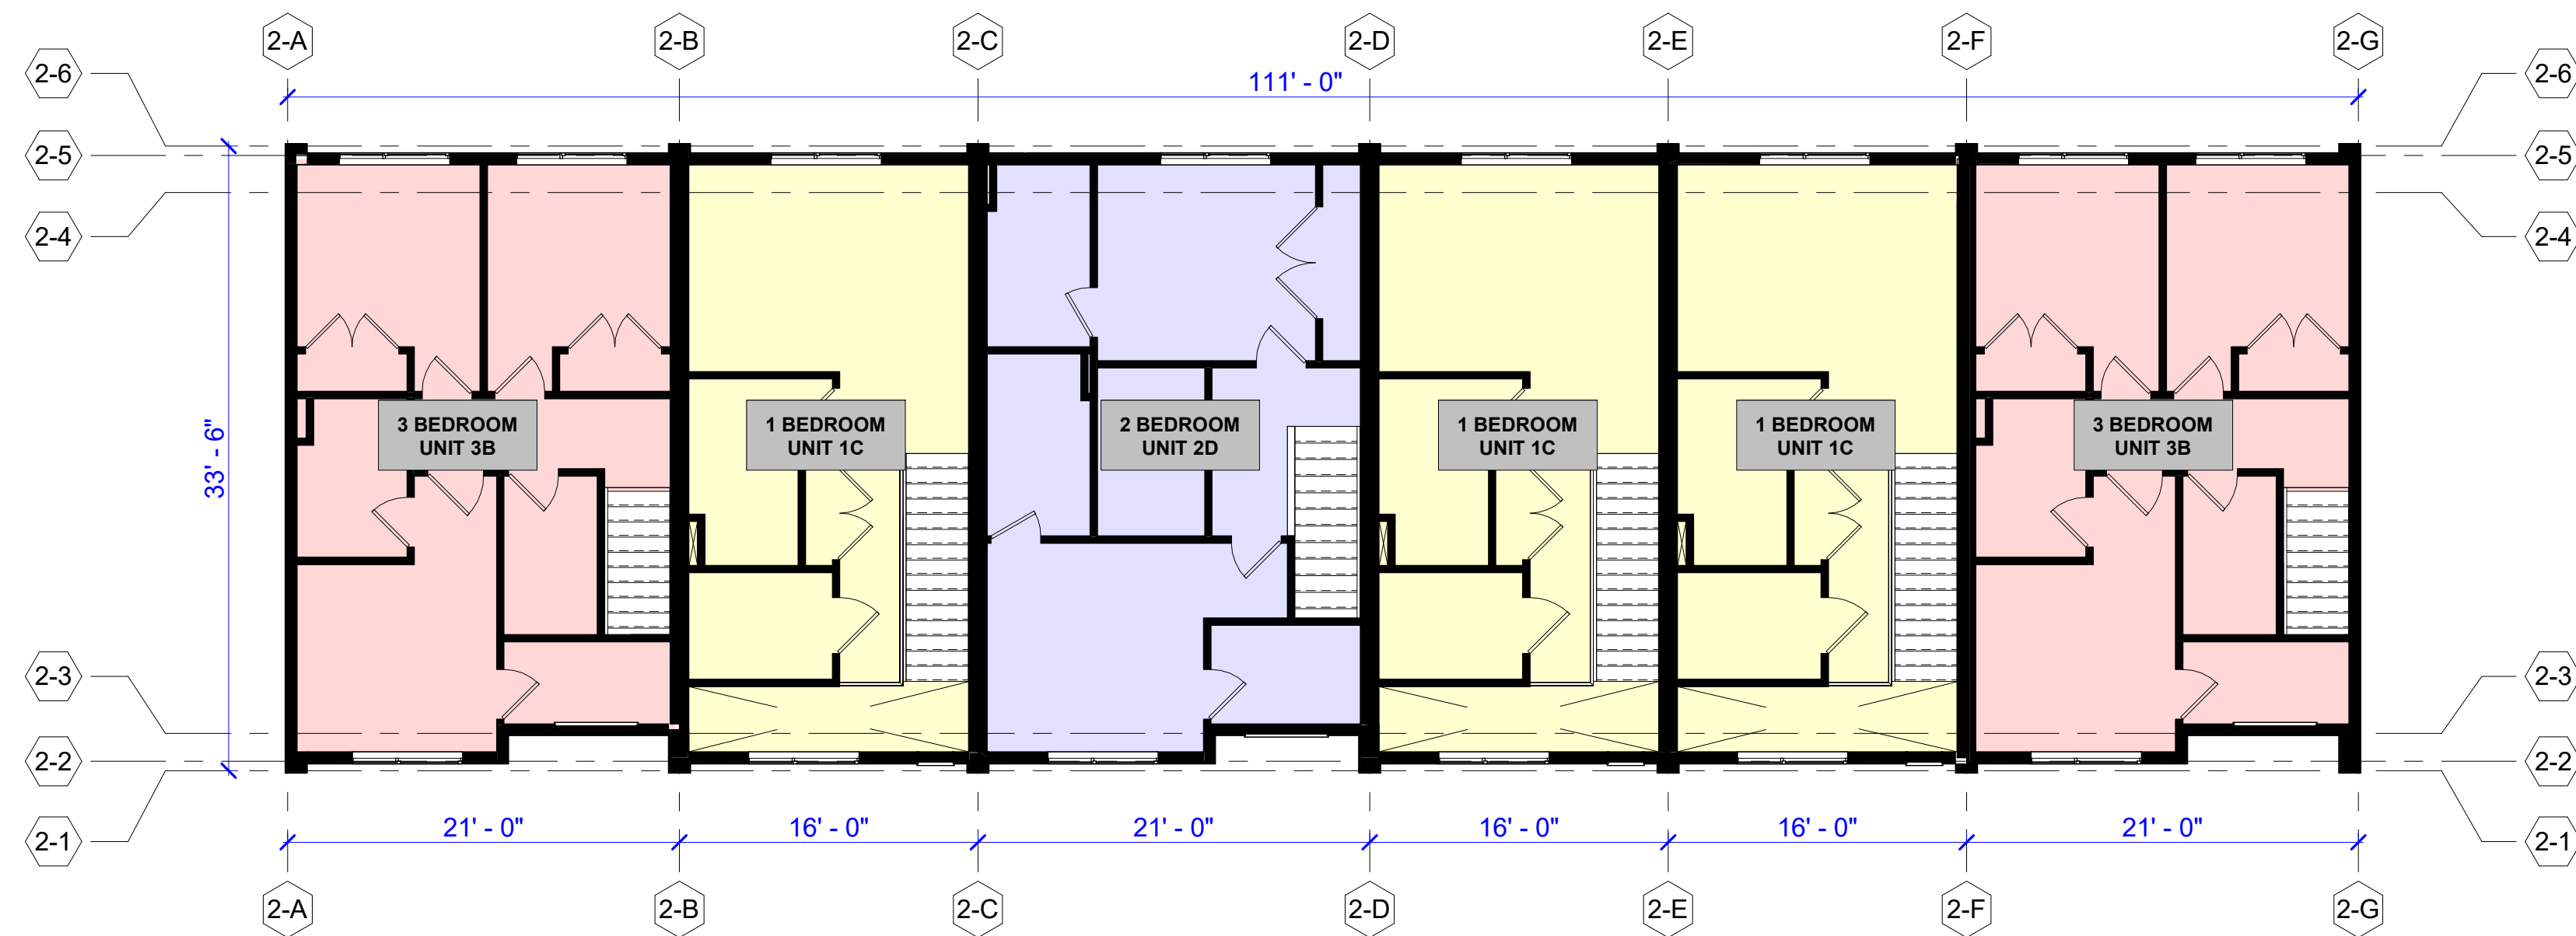 2-A 2-B 2-C 2-D 2-E 2-F 2-G
2-6 2-6
111' - 0"
2-5 2-5
2-4 2-4
3 BEDROOM 1 BEDROOM 2 BEDROOM 1 BEDROOM 1 BEDROOM 3 BEDROOM
UNIT 3B UNIT 1C UNIT 2D UNIT 1C UNIT 1C UNIT 3B
33' - 6"
2-3 2-3
2-2 2-2
21' - 0" 16' - 0" 21' - 0" 16' - 0" 16' - 0" 21' - 0"
2-1 2-1
2-A 2-B 2-C 2-D 2-E 2-F 2-G